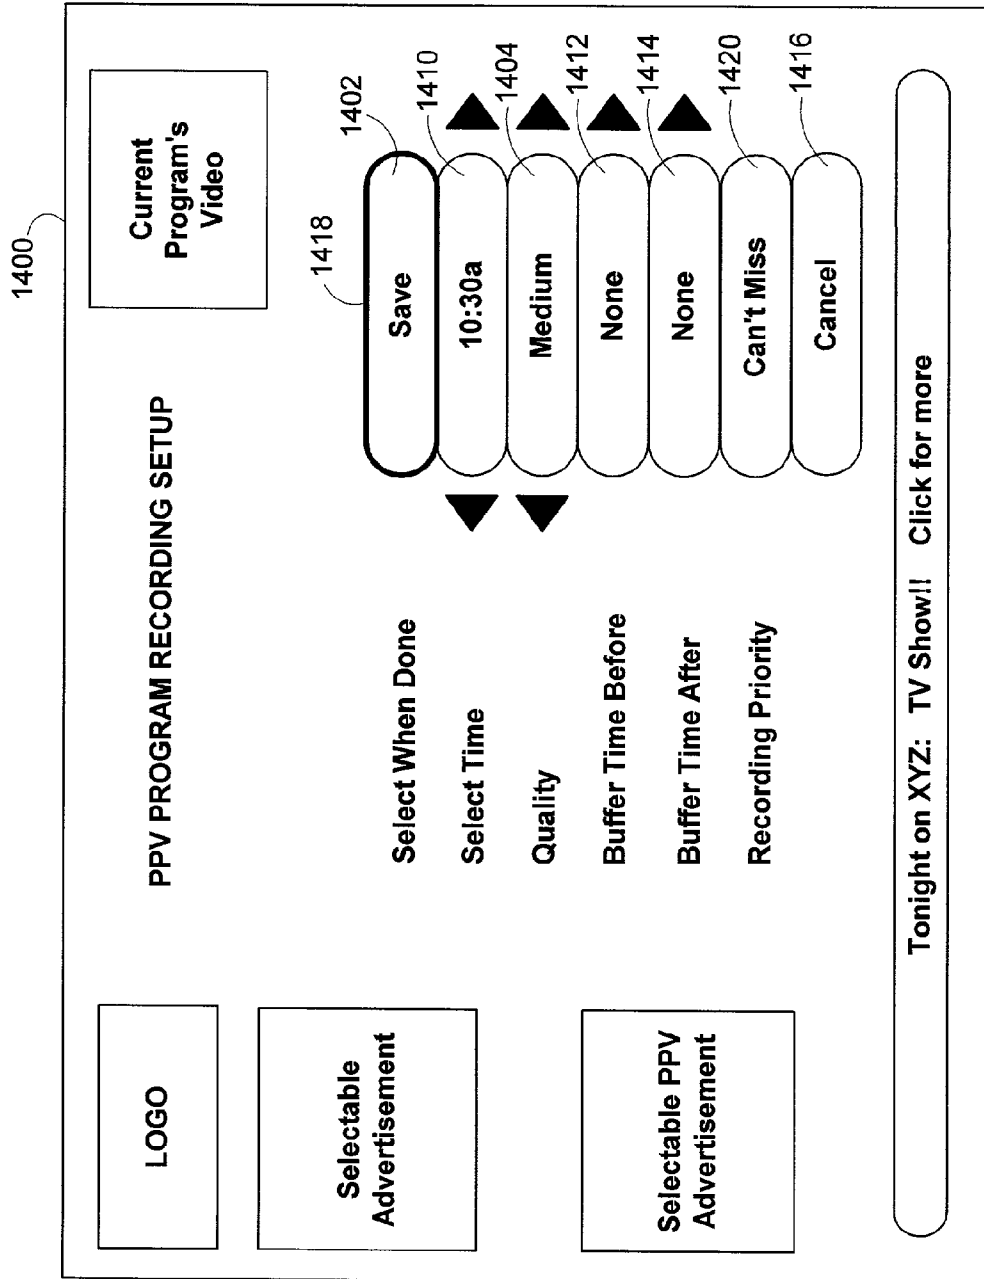 1400
LOGO
PPV PROGRAM RECORDING SETUP
Current
Program's
Video
Selectable
Advertisement
Selectable PPV
Advertisement
1418
1402
Select When Done
Save
Select Time
10:30a
1410
Quality
Medium
1404
Buffer Time Before
None
1412
Buffer Time After
None
1414
Recording Priority
Can't Miss
1420
Cancel
1416
Tonight on XYZ: TV Show!! Click for more